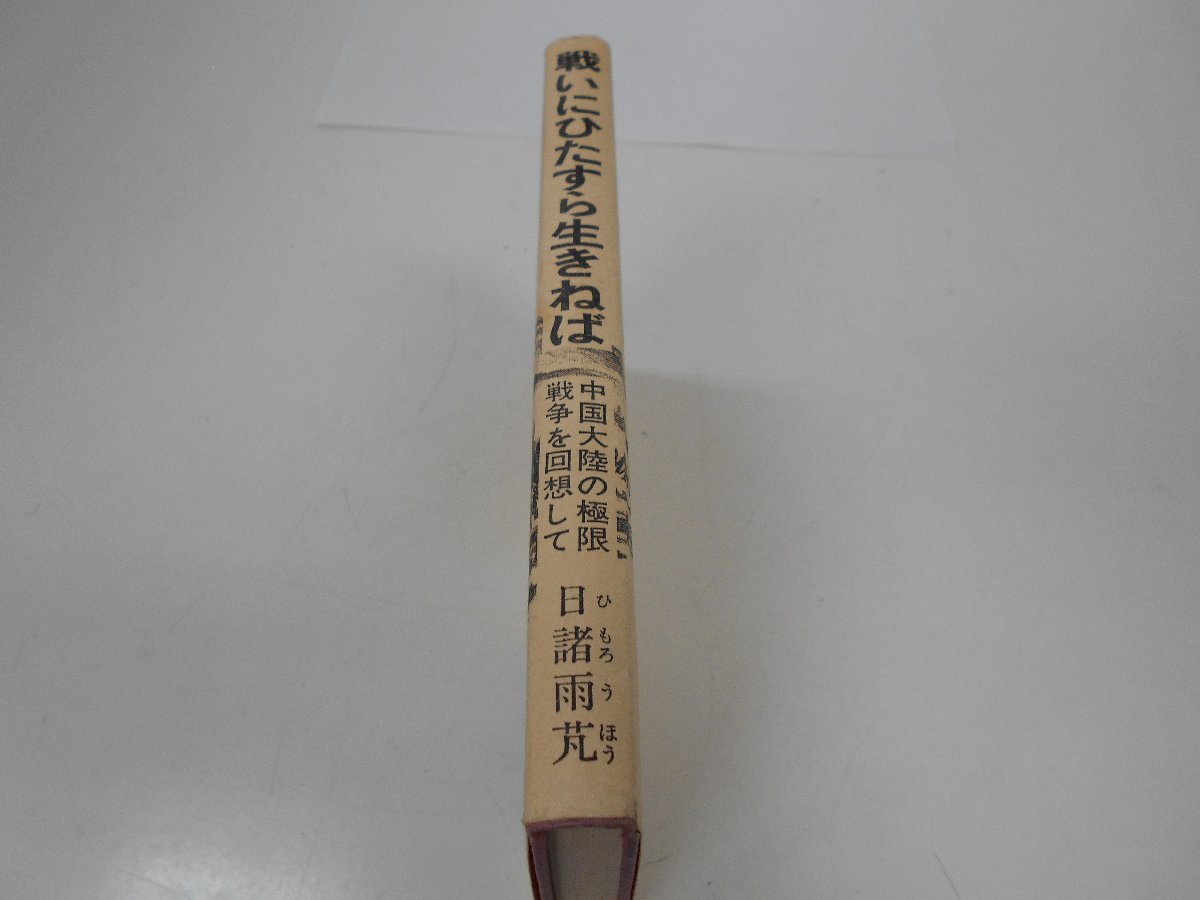 戦いにひたすら生きねば
中国大陸の極限
戦争を回想して
日諸雨芃
ひもろうほう